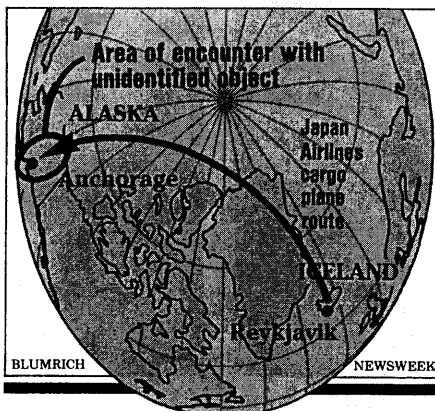 Area of encounter with
unidentified object
ALASKA
Anchorage
Japan
Airlines
cargo
plane
route
ICELAND
Reykjavik
BLUMRICH
NEWSWEEK